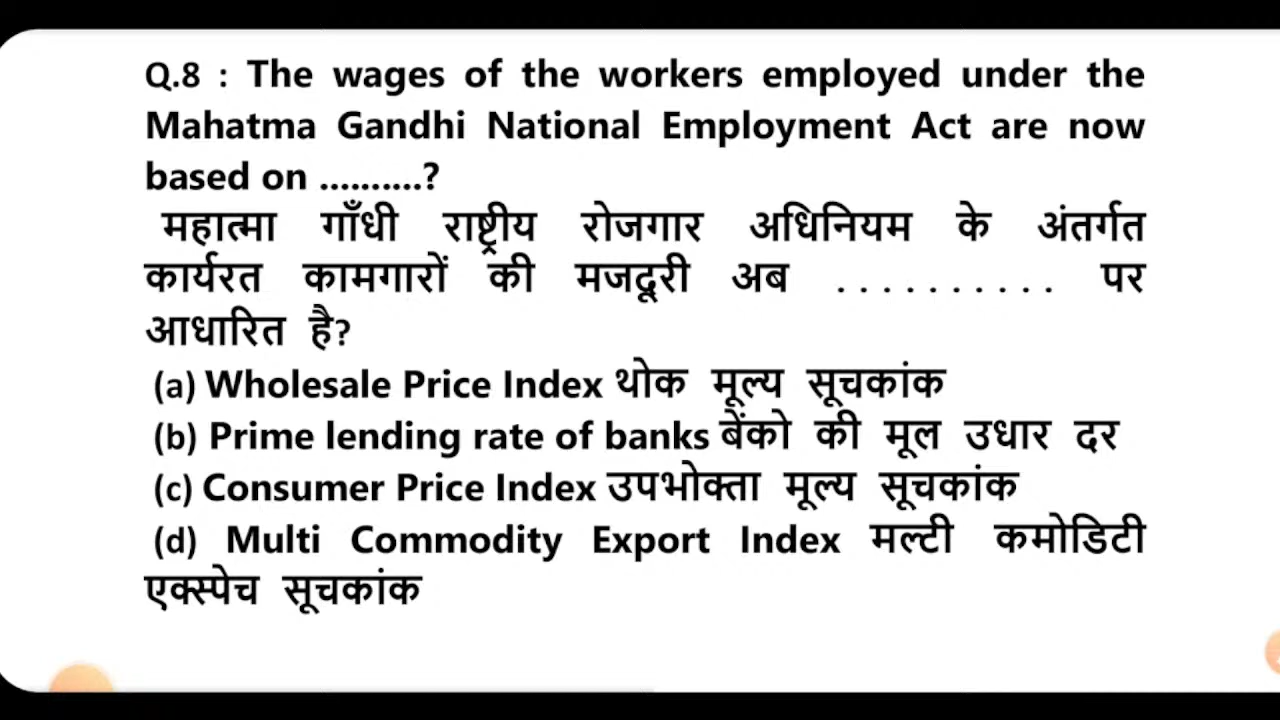 Q.8 : The wages of the workers employed under the
Mahatma Gandhi National Employment Act are now
based on ..........?
महात्मा गाँधी राष्ट्रीय रोजगार अधिनियम के अंतर्गत
कार्यरत कामगारों की मजदूरी अब .......... पर
आधारित है?
(a) Wholesale Price Index थोक मूल्य सूचकांक
(b) Prime lending rate of banks बेंको की मूल उधार दर
(c) Consumer Price Index उपभोक्ता मूल्य सूचकांक
(d) Multi Commodity Export Index मल्टी कमोडिटी
एक्स्पेच सूचकांक